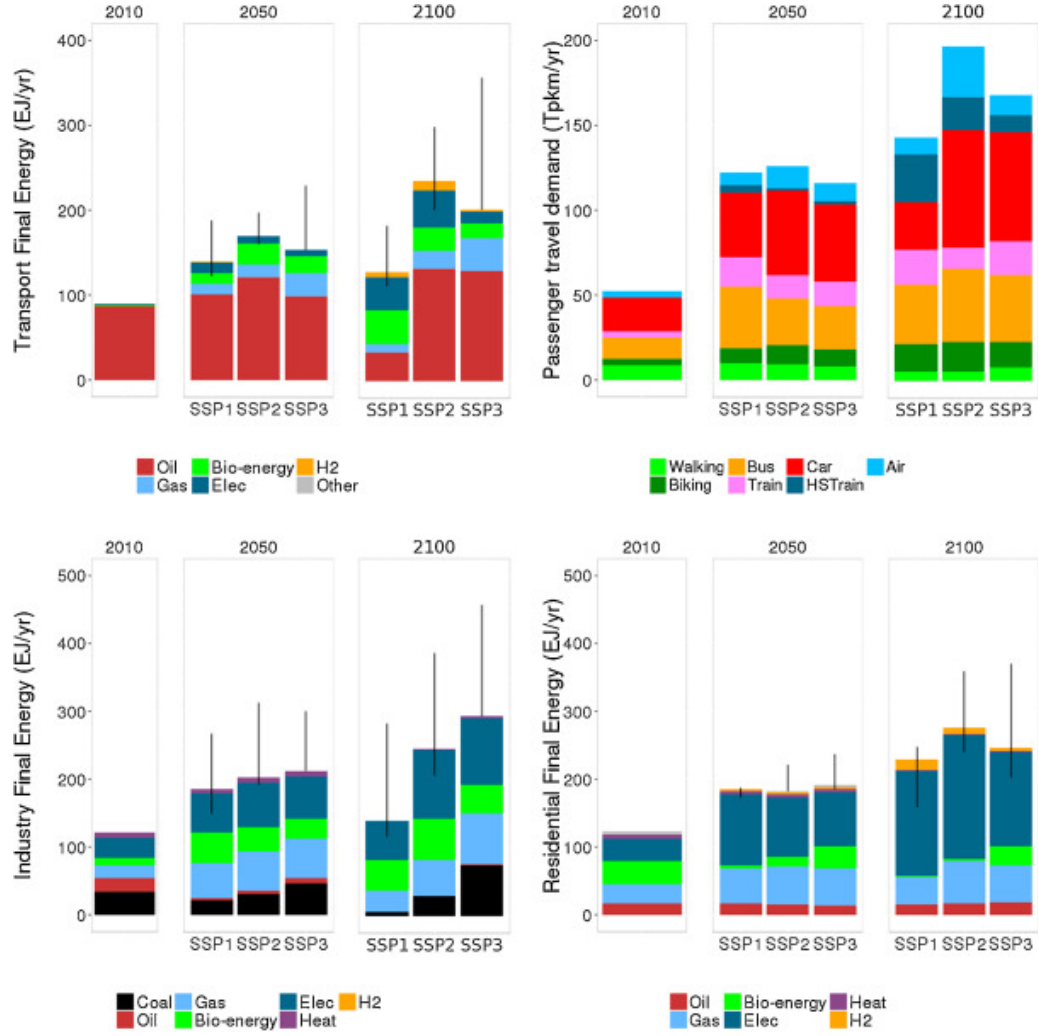 2010 2050 2100
Transport Final Energy (EJ/yr)
400
300
200
100
0
SSP1 SSP2 SSP3 SSP1 SSP2 SSP3
Oil Bio-energy H2
Gas Elec Other
2010 2050 2100
Passenger travel demand (Tpkm/yr)
200
150
100
50
0
SSP1 SSP2 SSP3 SSP1 SSP2 SSP3
Walking Bus Car Air
Biking Train HSTrain
2010 2050 2100
Industry Final Energy (EJ/yr)
500
400
300
200
100
0
SSP1 SSP2 SSP3 SSP1 SSP2 SSP3
Coal Gas Elec H2
Oil Bio-energy Heat
2010 2050 2100
Residential Final Energy (EJ/yr)
500
400
300
200
100
0
SSP1 SSP2 SSP3 SSP1 SSP2 SSP3
Oil Bio-energy Heat
Gas Elec H2